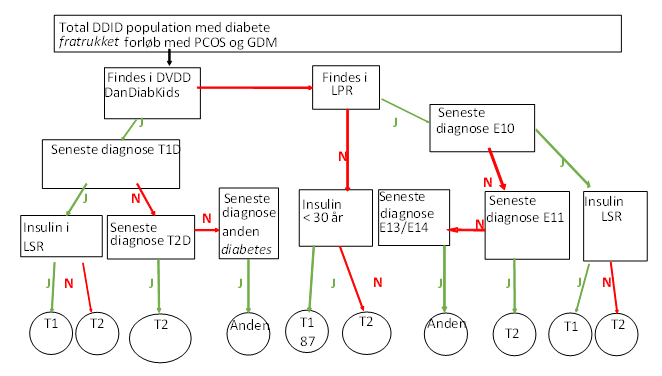 Total DDID population med diabete
fratrukket forløb med PCOS og GDM
Findes i DVDD
DanDiabKids
Findes i
LPR
J
J
Seneste
diagnose E10
Seneste diagnose T1D
N
J
J
N
N
Insulin i
LSR
Seneste
diagnose T2D
N
Seneste
diagnose
anden
diabetes
Insulin
< 30 år
Seneste
diagnose
E13/E14
N
Seneste
diagnose E11
Insulin
LSR
J
N
J
J
J
N
J
J
J
N
T1
T2
T2
Anden
T1
87
T2
Anden
T2
T1
T2